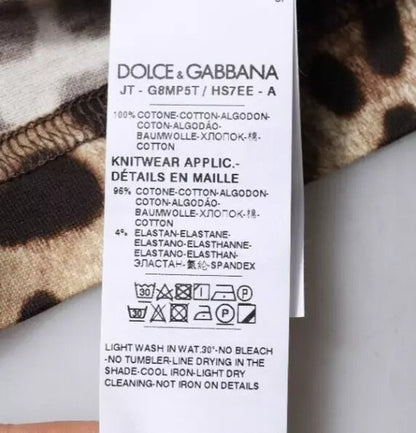 DOLCE & GABBANA
JT - G8MP5T / HS7EE - A
100% COTONE-COTTON-ALGODON-
COTON-ALGODÃO-
BAUMWOLLE-ХЛОПОК-棉-
COTTON
KNITWEAR APPLIC.-
DÉTAILS EN MAILLE
96% COTONE-COTTON-ALGODON-
COTON-ALGODÃO-
BAUMWOLLE-ХЛОПОК-棉-
COTTON
4% ELASTAN-ELASTANE-
ELASTANO-ELASTHANNE-
ELASTANO-ELASTHAN-
ЭЛАСТАН-氨纶-SPANDEX
30 P
30 P
LIGHT WASH IN WAT.30°-NO BLEACH
-NO TUMBLER-LINE DRYING IN THE
SHADE-COOL IRON-LIGHT DRY
CLEANING-NOT IRON ON DETAILS